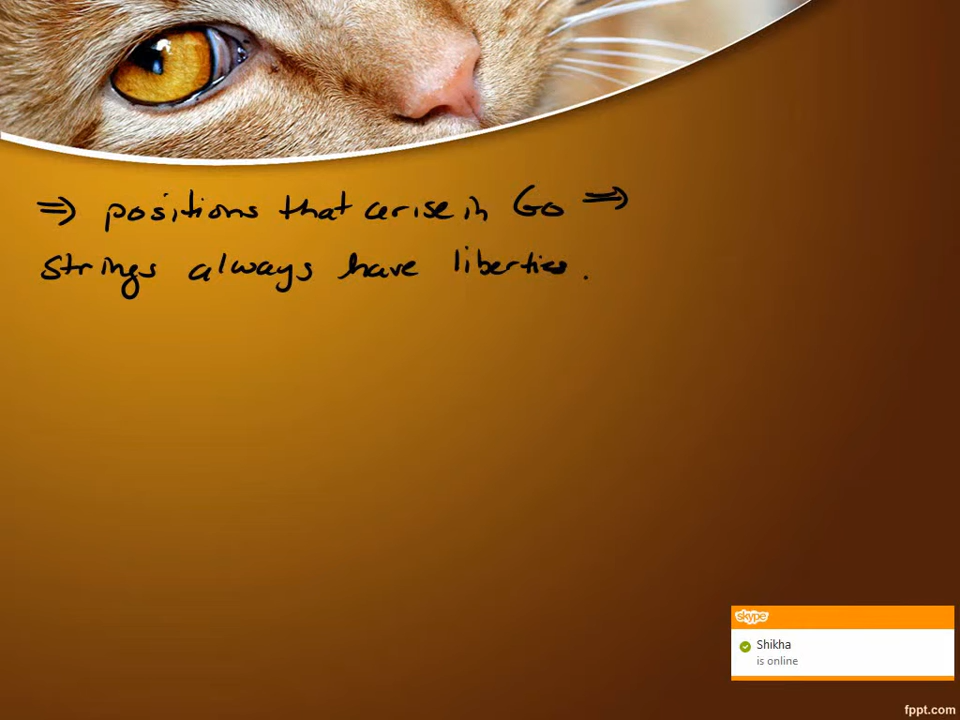 ⇒ positions that arise in Go ⇒
strings always have liberties.
skype
Shikha
is online
fppt.com